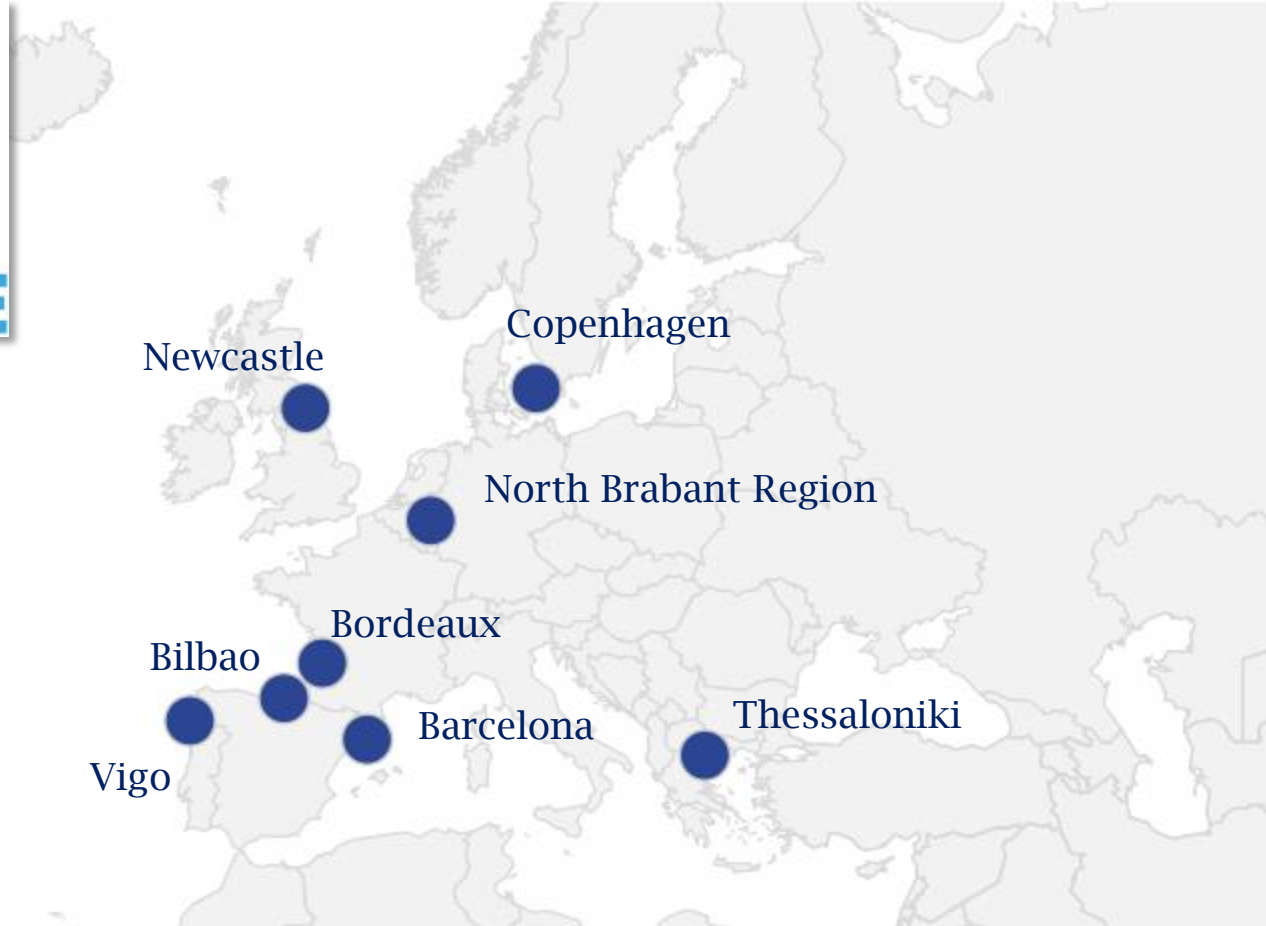 Copenhagen
Newcastle
North Brabant Region
Bordeaux
Bilbao
Thessaloniki
Barcelona
Vigo